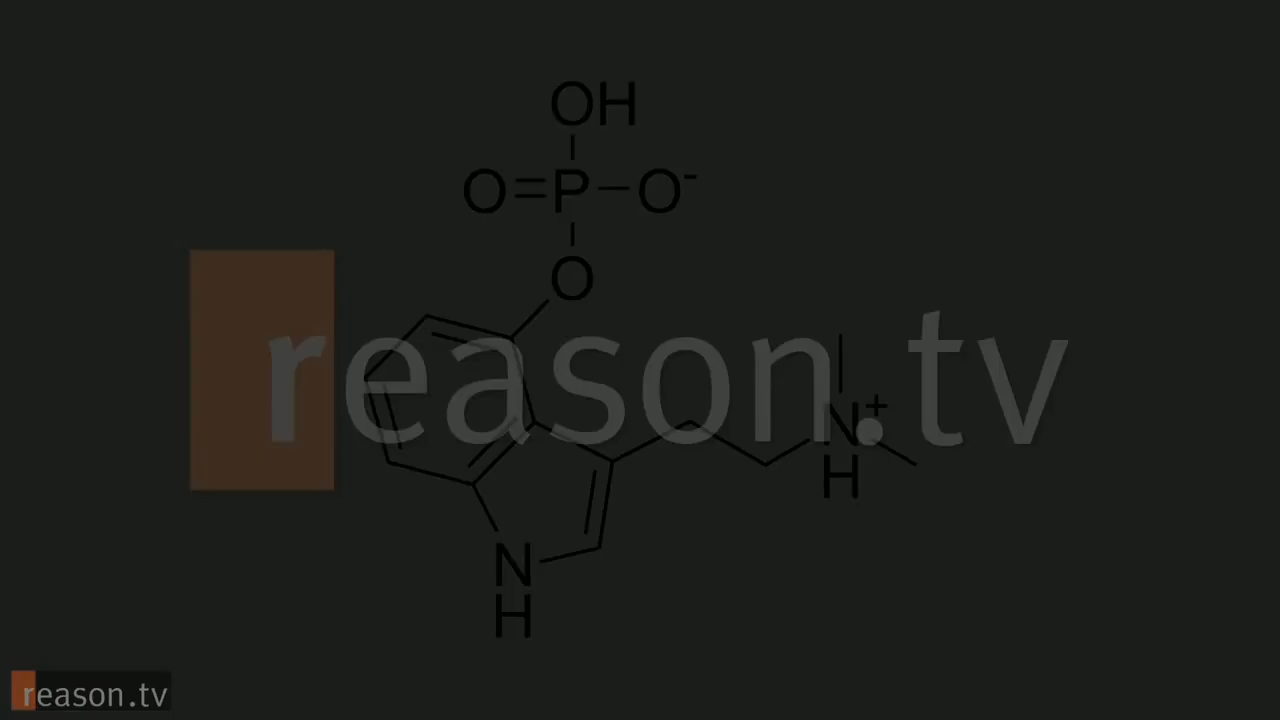 OH
O=P–O-
O
reason.tv
N+
H
N
H
reason.tv